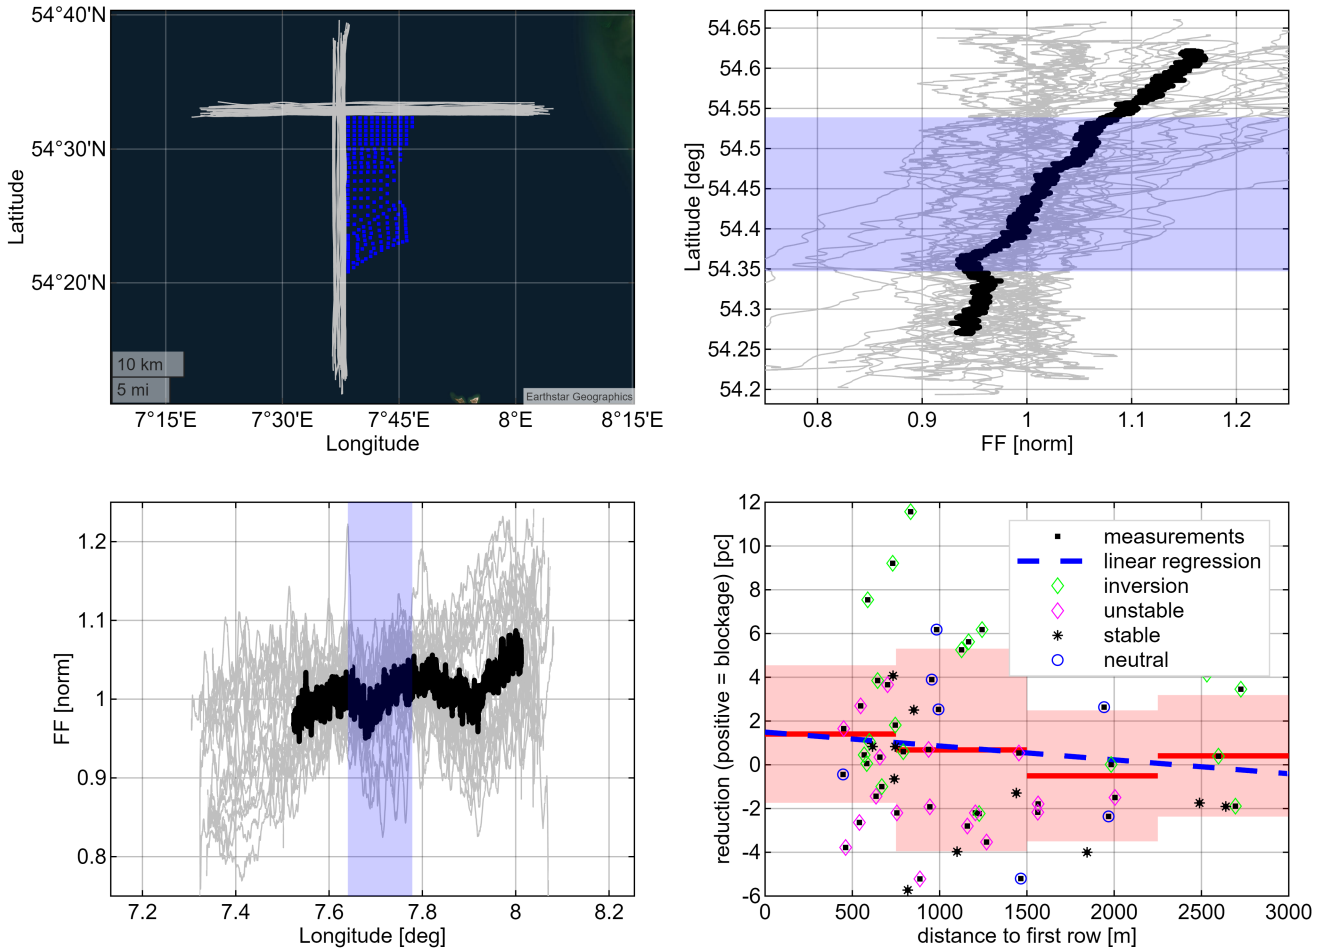 54°40'N
54°30'N
54°20'N
Latitude
10 km
5 mi
Earthstar Geographics
7°15'E 7°30'E 7°45'E 8°E 8°15'E
Longitude
54.65
54.6
54.55
54.5
54.45
54.4
54.35
54.3
54.25
54.2
Latitude [deg]
0.8 0.9 1 1.1 1.2
FF [norm]
1.2
1.1
1
0.9
0.8
FF [norm]
7.2 7.4 7.6 7.8 8 8.2
Longitude [deg]
12
10
8
6
4
2
0
-2
-4
-6
reduction (positive = blockage) [pc]
measurements
linear regression
inversion
unstable
stable
neutral
0 500 1000 1500 2000 2500 3000
distance to first row [m]